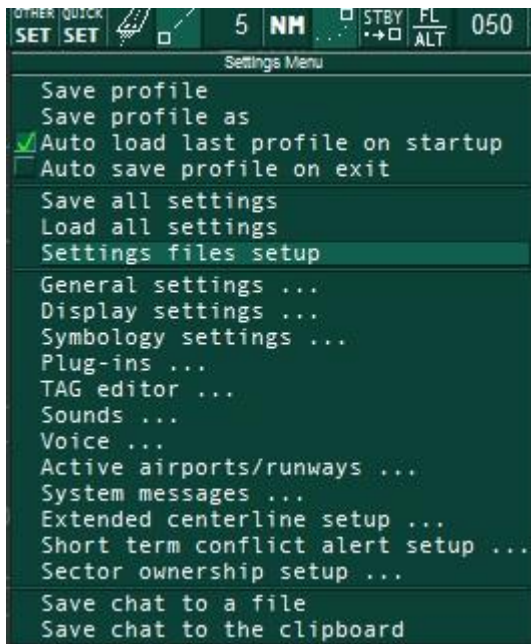 OTHER QUICK
SET SET 5 NM STBY FL ALT 050
Settings Menu
Save profile
Save profile as
Auto load last profile on startup
Auto save profile on exit
Save all settings
Load all settings
Settings files setup
General settings ...
Display settings ...
Symbology settings ...
Plug-ins ...
TAG editor ...
Sounds ...
Voice ...
Active airports/runways ...
System messages ...
Extended centerline setup ...
Short term conflict alert setup ...
Sector ownership setup ...
Save chat to a file
Save chat to the clipboard